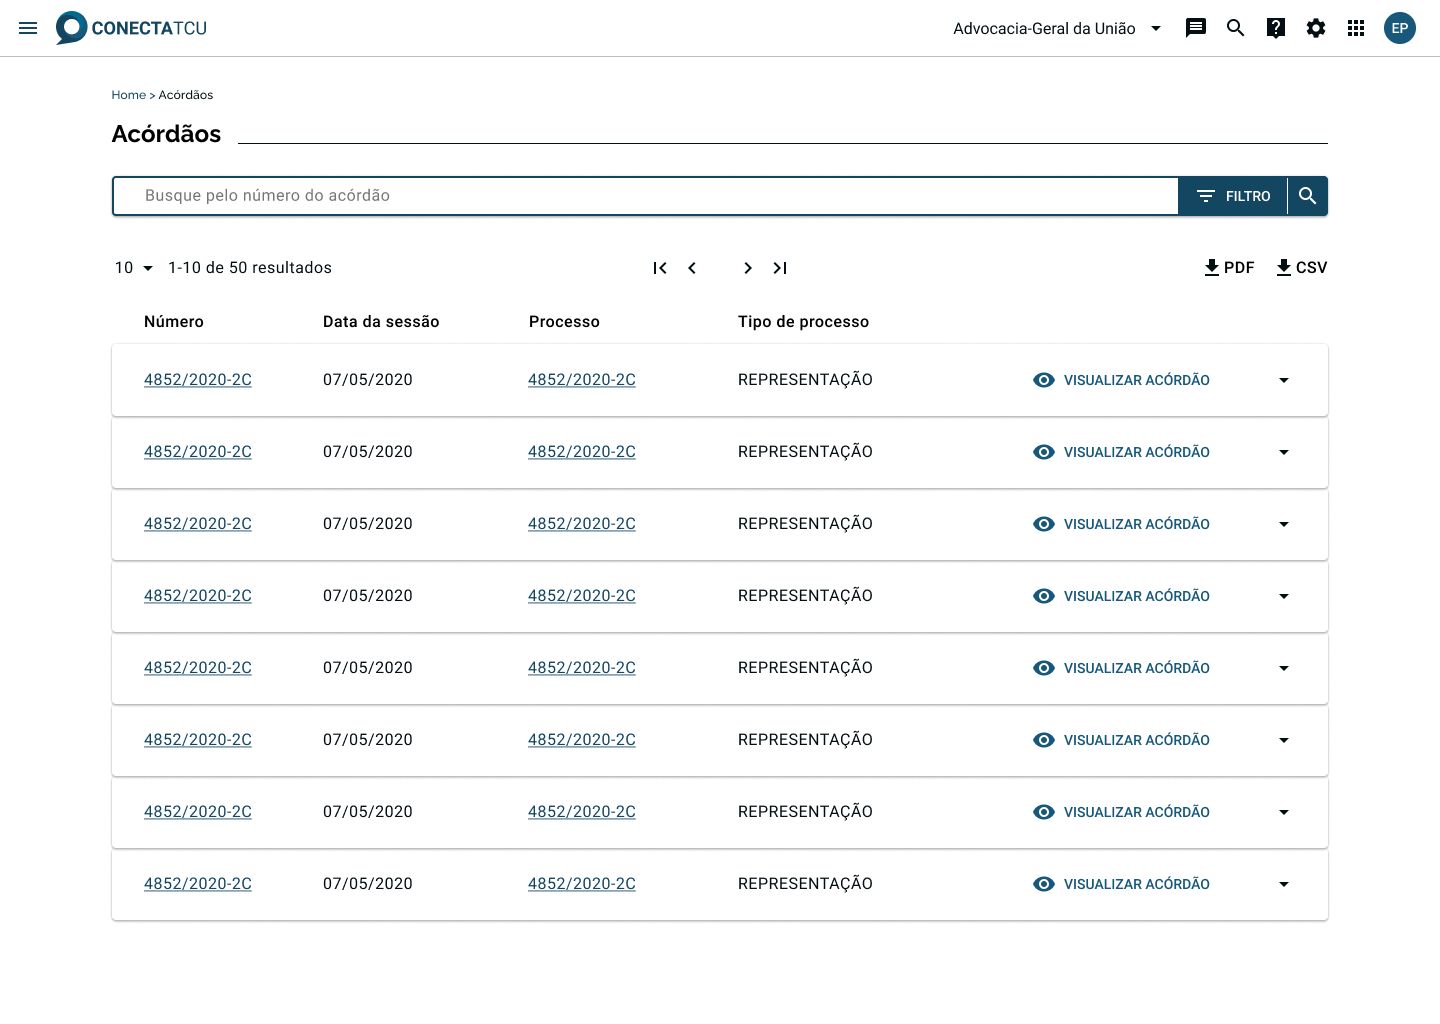 CONECTATCU
Advocacia-Geral da União
EP
Home > Acórdãos
Acórdãos
Busque pelo número do acórdão
FILTRO
10 1-10 de 50 resultados
PDF CSV
Número Data da sessão Processo Tipo de processo
4852/2020-2C 07/05/2020 4852/2020-2C REPRESENTAÇÃO VISUALIZAR ACÓRDÃO
4852/2020-2C 07/05/2020 4852/2020-2C REPRESENTAÇÃO VISUALIZAR ACÓRDÃO
4852/2020-2C 07/05/2020 4852/2020-2C REPRESENTAÇÃO VISUALIZAR ACÓRDÃO
4852/2020-2C 07/05/2020 4852/2020-2C REPRESENTAÇÃO VISUALIZAR ACÓRDÃO
4852/2020-2C 07/05/2020 4852/2020-2C REPRESENTAÇÃO VISUALIZAR ACÓRDÃO
4852/2020-2C 07/05/2020 4852/2020-2C REPRESENTAÇÃO VISUALIZAR ACÓRDÃO
4852/2020-2C 07/05/2020 4852/2020-2C REPRESENTAÇÃO VISUALIZAR ACÓRDÃO
4852/2020-2C 07/05/2020 4852/2020-2C REPRESENTAÇÃO VISUALIZAR ACÓRDÃO